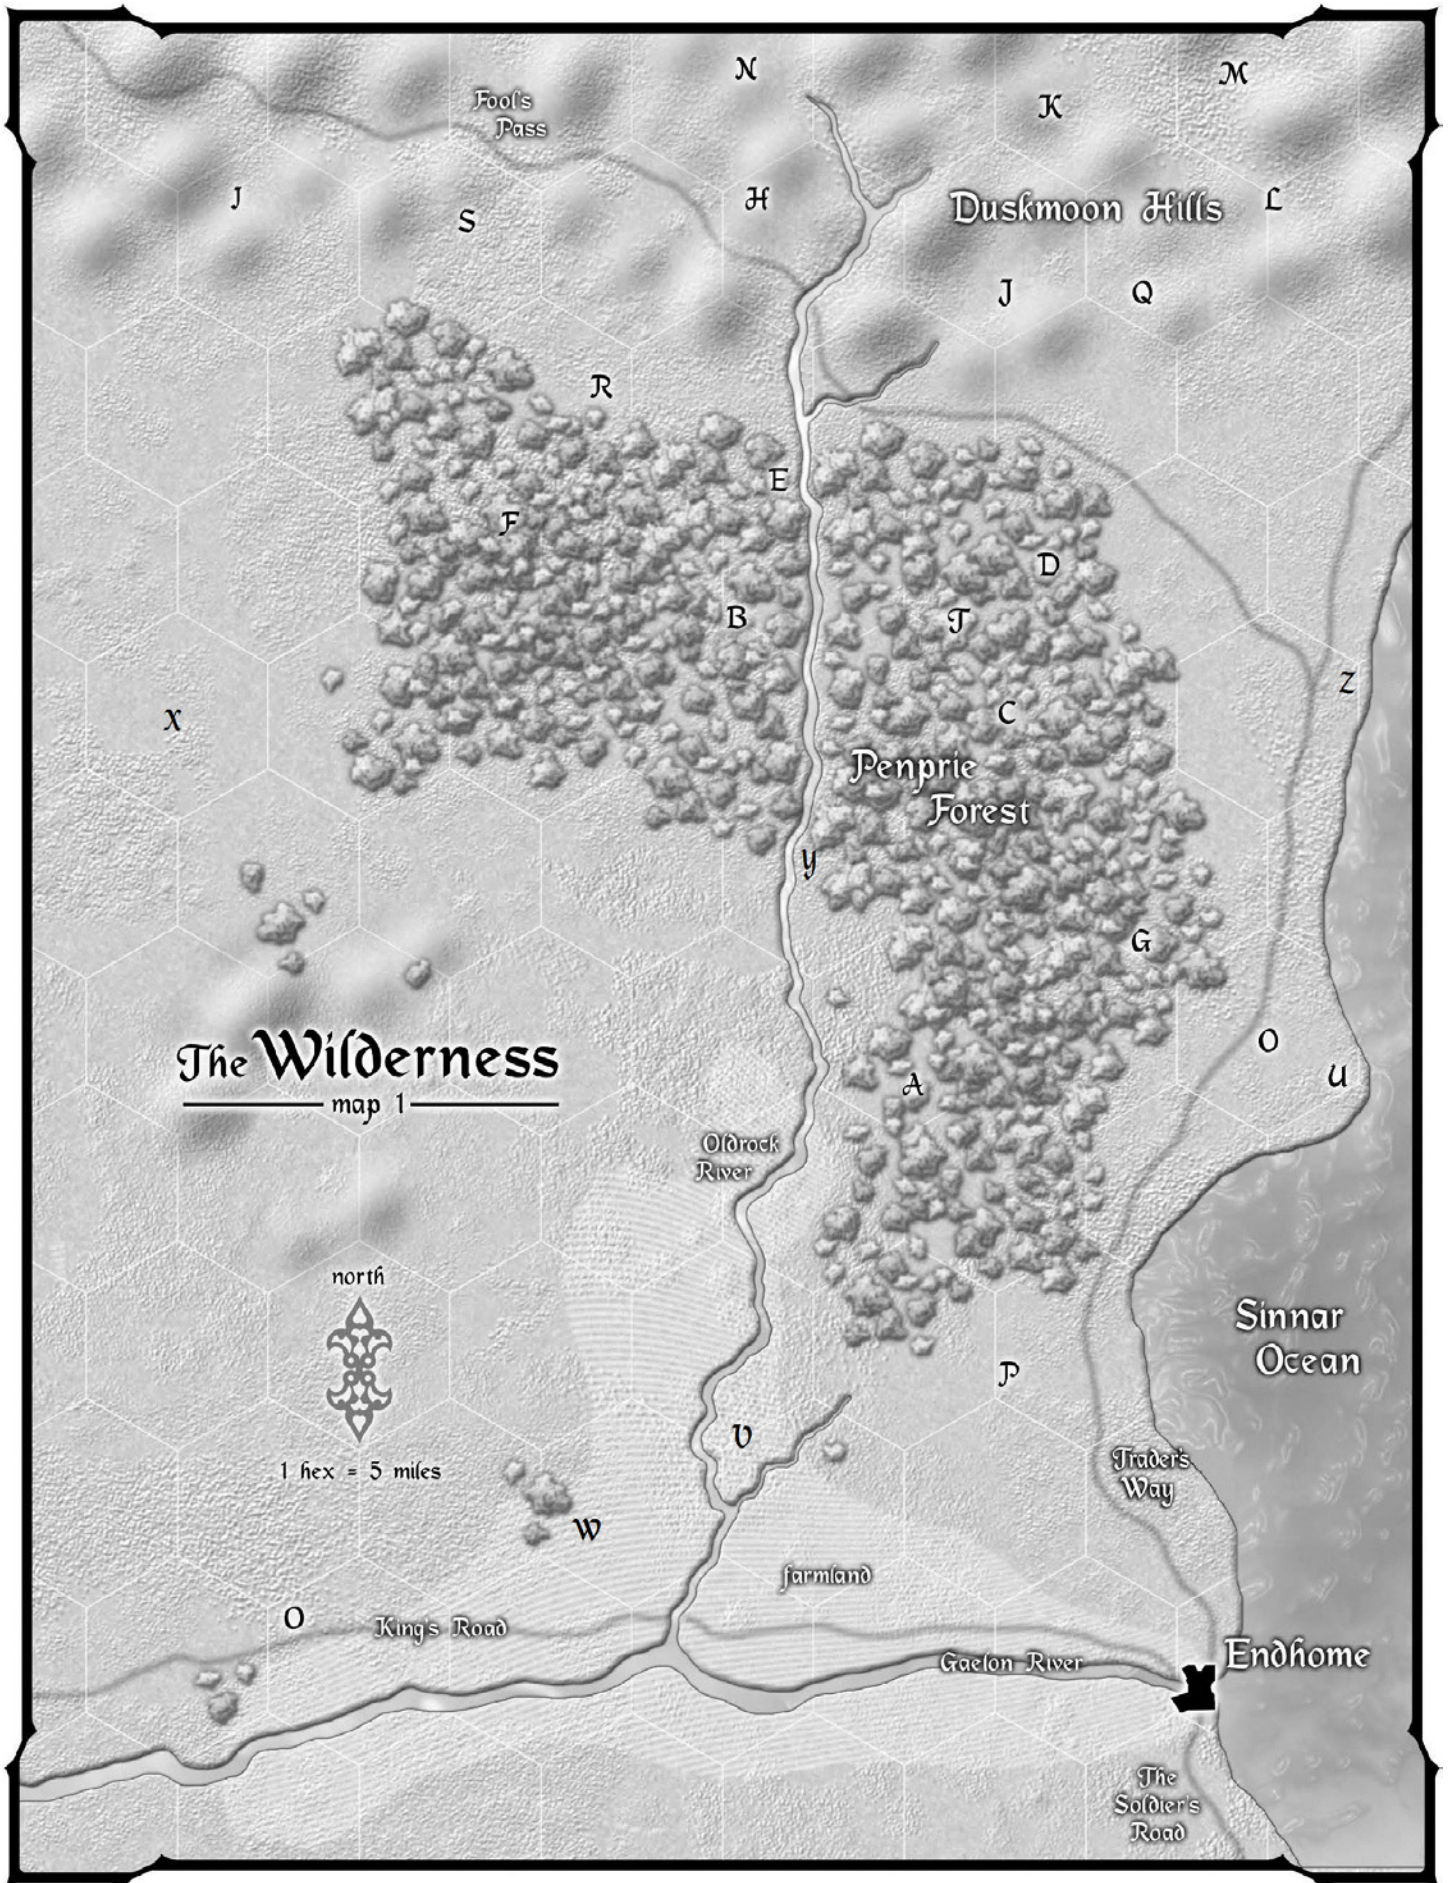 N
M
K
Fool's
Pass
J
S
H
Duskmoon Hills
L
J
Q
R
E
F
D
B
T
Z
C
X
Penprie
Forest
Y
G
O
The Wilderness
map 1
U
A
Oldrock
River
north
Sinnar
Ocean
P
V
Trader's
Way
1 hex = 5 miles
W
farmland
O
King's Road
Gaelon River
Endhome
The
Soldier's
Road